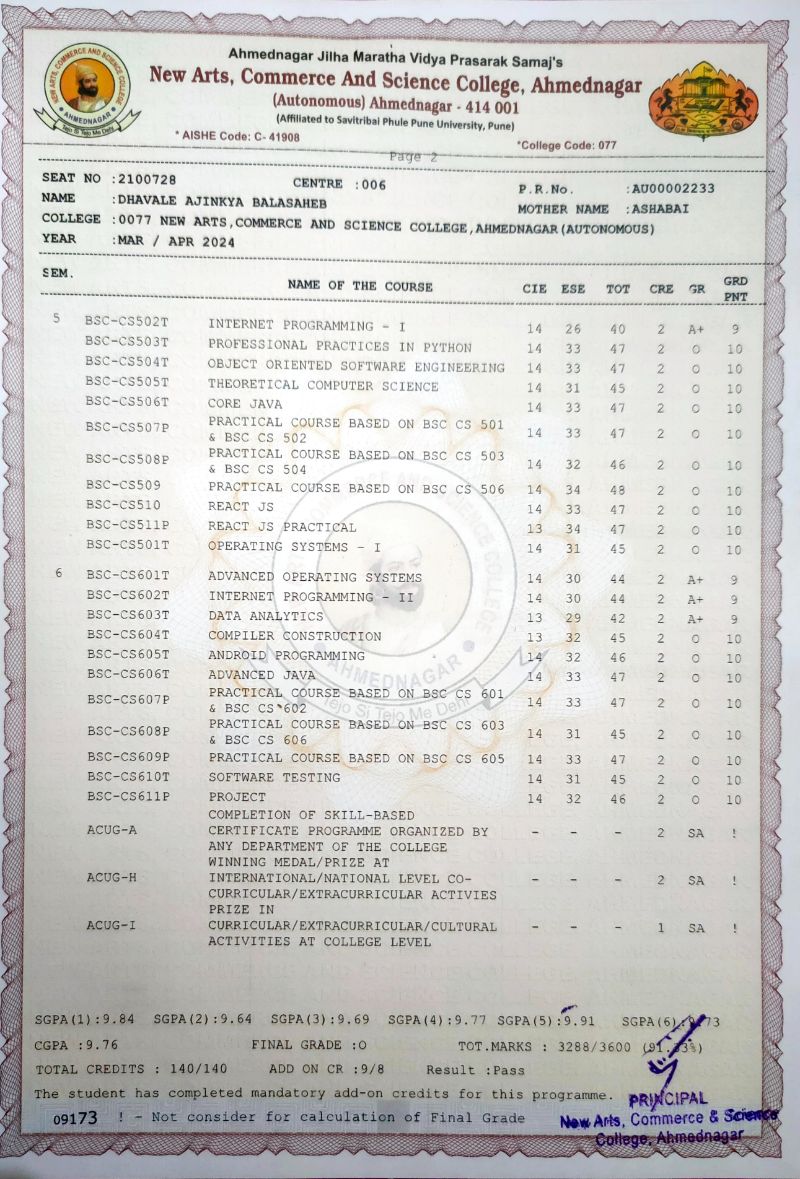 Ahmednagar Jilha Maratha Vidya Prasarak Samaj's
New Arts, Commerce And Science College, Ahmednagar
(Autonomous) Ahmednagar - 414 001
(Affiliated to Savitribai Phule Pune University, Pune)
* AISHE Code: C- 41908 *College Code: 077
NEW ARTS, COMMERCE AND SCIENCE COLLEGE
AHMEDNAGAR
Tejo Si Tejo Me Dehi
Page 2
SEAT NO :2100728 CENTRE :006 P.R.No. :AU00002233
NAME :DHAVALE AJINKYA BALASAHEB MOTHER NAME :ASHABAI
COLLEGE :0077 NEW ARTS,COMMERCE AND SCIENCE COLLEGE,AHMEDNAGAR(AUTONOMOUS)
YEAR :MAR / APR 2024
SEM. NAME OF THE COURSE CIE ESE TOT CRE GR GRD PNT
5 BSC-CS502T INTERNET PROGRAMMING - I 14 26 40 2 A+ 9
BSC-CS503T PROFESSIONAL PRACTICES IN PYTHON 14 33 47 2 O 10
BSC-CS504T OBJECT ORIENTED SOFTWARE ENGINEERING 14 33 47 2 O 10
BSC-CS505T THEORETICAL COMPUTER SCIENCE 14 31 45 2 O 10
BSC-CS506T CORE JAVA 14 33 47 2 O 10
BSC-CS507P PRACTICAL COURSE BASED ON BSC CS 501
& BSC CS 502 14 33 47 2 O 10
BSC-CS508P PRACTICAL COURSE BASED ON BSC CS 503
& BSC CS 504 14 32 46 2 O 10
BSC-CS509 PRACTICAL COURSE BASED ON BSC CS 506 14 34 48 2 O 10
BSC-CS510 REACT JS 14 33 47 2 O 10
BSC-CS511P REACT JS PRACTICAL 13 34 47 2 O 10
BSC-CS501T OPERATING SYSTEMS - I 14 31 45 2 O 10
6 BSC-CS601T ADVANCED OPERATING SYSTEMS 14 30 44 2 A+ 9
BSC-CS602T INTERNET PROGRAMMING - II 14 30 44 2 A+ 9
BSC-CS603T DATA ANALYTICS 13 29 42 2 A+ 9
BSC-CS604T COMPILER CONSTRUCTION 13 32 45 2 O 10
BSC-CS605T ANDROID PROGRAMMING 14 32 46 2 O 10
BSC-CS606T ADVANCED JAVA 14 33 47 2 O 10
BSC-CS607P PRACTICAL COURSE BASED ON BSC CS 601
& BSC CS 602 14 33 47 2 O 10
BSC-CS608P PRACTICAL COURSE BASED ON BSC CS 603
& BSC CS 606 14 31 45 2 O 10
BSC-CS609P PRACTICAL COURSE BASED ON BSC CS 605 14 33 47 2 O 10
BSC-CS610T SOFTWARE TESTING 14 31 45 2 O 10
BSC-CS611P PROJECT 14 32 46 2 O 10
COMPLETION OF SKILL-BASED
ACUG-A CERTIFICATE PROGRAMME ORGANIZED BY - - - 2 SA !
ANY DEPARTMENT OF THE COLLEGE
WINNING MEDAL/PRIZE AT
ACUG-H INTERNATIONAL/NATIONAL LEVEL CO- - - - 2 SA !
CURRICULAR/EXTRACURRICULAR ACTIVIES
PRIZE IN
ACUG-I CURRICULAR/EXTRACURRICULAR/CULTURAL - - - 1 SA !
ACTIVITIES AT COLLEGE LEVEL
AHMEDNAGAR
Tejo Si Tejo Me Dehi
SGPA(1):9.84 SGPA(2):9.64 SGPA(3):9.69 SGPA(4):9.77 SGPA(5):9.91 SGPA(6):9.73
CGPA :9.76 FINAL GRADE :O TOT.MARKS : 3288/3600 (91.33%)
TOTAL CREDITS : 140/140 ADD ON CR :9/8 Result :Pass
The student has completed mandatory add-on credits for this programme.
09173 ! - Not consider for calculation of Final Grade
PRINCIPAL
New Arts, Commerce & Science
College, Ahmednagar